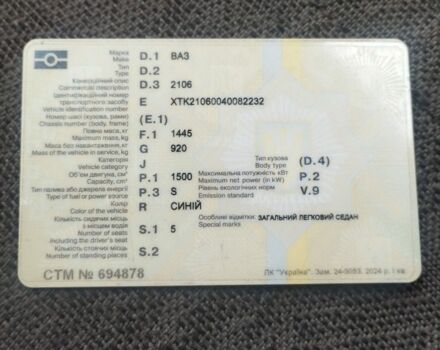 Марка
Make D.1 ВАЗ
Тип
Type D.2
Комерційний опис
Commercial description D.3 2106
Ідентифікаційний номер
транспортного засобу
Vehicle identification number E XTK21060040082232
Номер шасі (кузова, рами)
Chassis number (body, frame) (E.1)
Повна маса, кг
Maximum mass, kg F.1 1445
Маса без навантаження, кг
Mass of the vehicle in service, kg G 920
Категорія
Vehicle category J
Тип кузова
Body type (D.4)
Об'єм двигуна, см³
Capacity, cm³ P.1 1500
Максимальна потужність кВт
Maximum net power (in kW) P.2
Тип палива або джерела енергії
Type of fuel or power source P.3 S
Рівень екологічних норм
Emission standard V.9
Колір
Color of the vehicle R СИНІЙ
Кількість сидячих місць
з місцем водія
Number of seats
including the driver's seat S.1 5
Особливі відмітки: ЗАГАЛЬНИЙ ЛЕГКОВИЙ СЕДАН
Special marks
Кількість стоячих місць
Number of standing places S.2
СТМ № 694878
ПК "Україна". Зам. 24-5053. 2024 р. I кв.